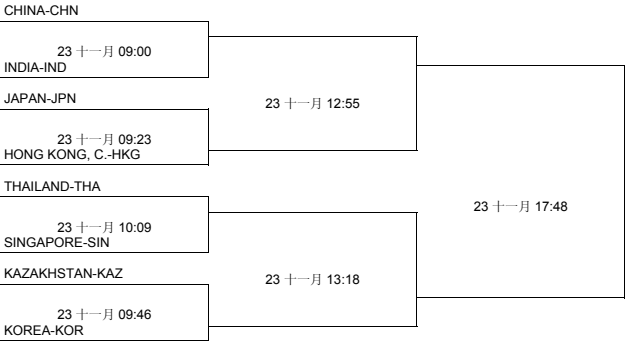 CHINA-CHN
23 十一月 09:00
INDIA-IND
JAPAN-JPN
23 十一月 12:55
23 十一月 09:23
HONG KONG, C.-HKG
THAILAND-THA
23 十一月 17:48
23 十一月 10:09
SINGAPORE-SIN
KAZAKHSTAN-KAZ
23 十一月 13:18
23 十一月 09:46
KOREA-KOR